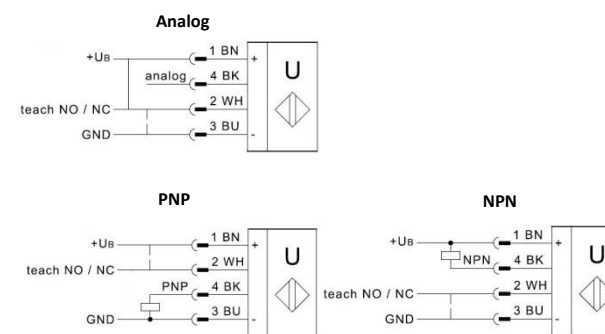 Analog
+UB 1 BN +
analog 4 BK
teach NO / NC 2 WH
GND 3 BU -
U
PNP
+UB 1 BN +
teach NO / NC 2 WH
PNP 4 BK
GND 3 BU -
U
NPN
+UB 1 BN +
NPN 4 BK
teach NO / NC 2 WH
GND 3 BU -
U